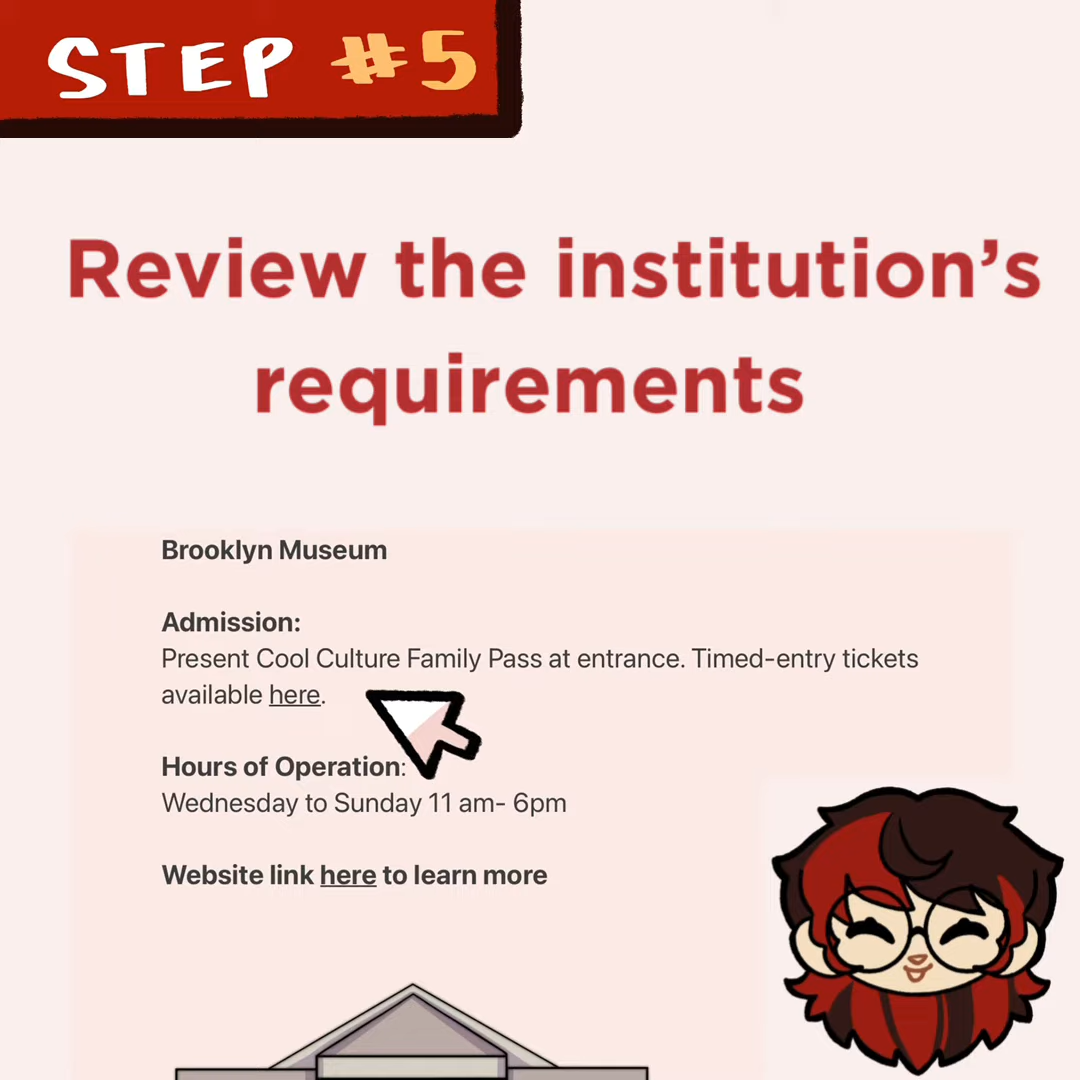 STEP #5
Review the institution’s
requirements
Brooklyn Museum
Admission:
Present Cool Culture Family Pass at entrance. Timed-entry tickets
available here.
Hours of Operation:
Wednesday to Sunday 11 am- 6pm
Website link here to learn more